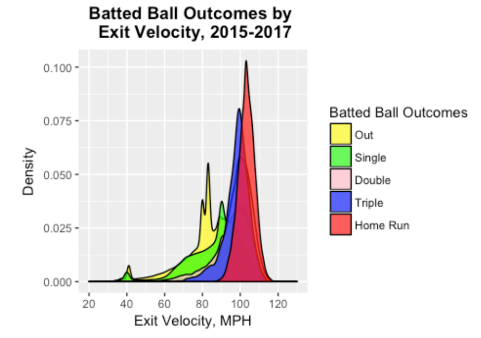 Batted Ball Outcomes by
Exit Velocity, 2015-2017
0.100
0.075
0.050
0.025
0.000
Density
20 40 60 80 100 120
Exit Velocity, MPH
Batted Ball Outcomes
Out
Single
Double
Triple
Home Run